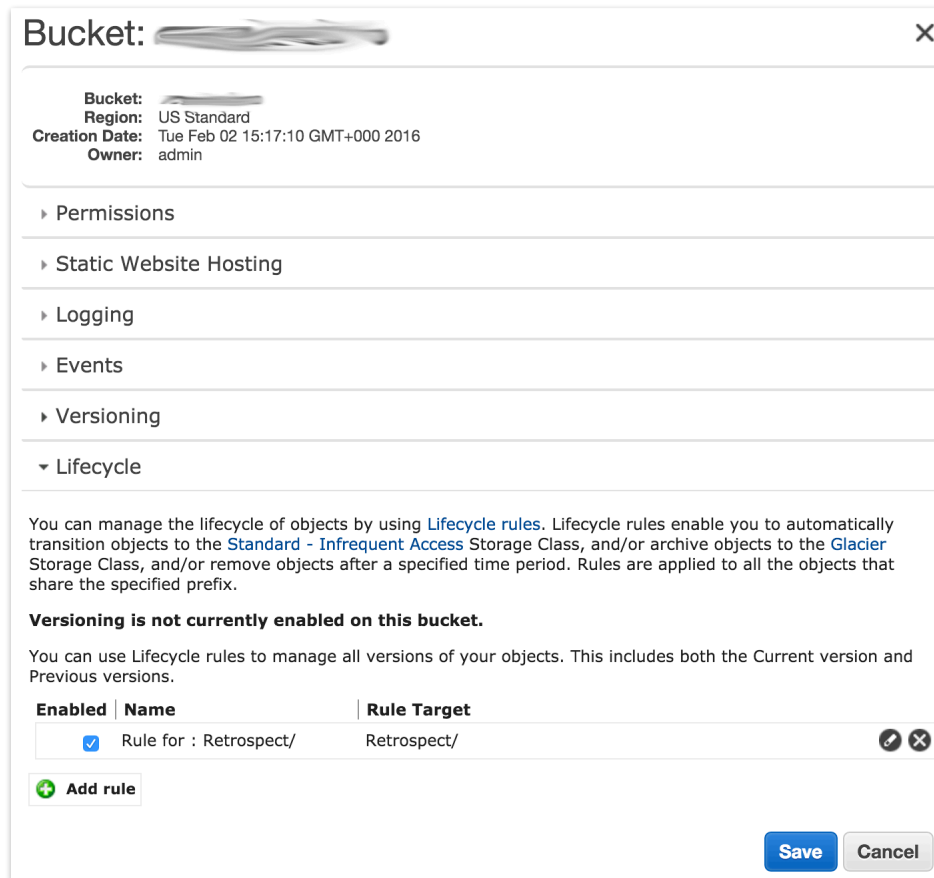 Bucket:
Bucket:
Region: US Standard
Creation Date: Tue Feb 02 15:17:10 GMT+000 2016
Owner: admin
Permissions
Static Website Hosting
Logging
Events
Versioning
Lifecycle
You can manage the lifecycle of objects by using Lifecycle rules. Lifecycle rules enable you to automatically
transition objects to the Standard - Infrequent Access Storage Class, and/or archive objects to the Glacier
Storage Class, and/or remove objects after a specified time period. Rules are applied to all the objects that
share the specified prefix.
Versioning is not currently enabled on this bucket.
You can use Lifecycle rules to manage all versions of your objects. This includes both the Current version and
Previous versions.
Enabled Name Rule Target
Rule for : Retrospect/ Retrospect/
Add rule
Save Cancel